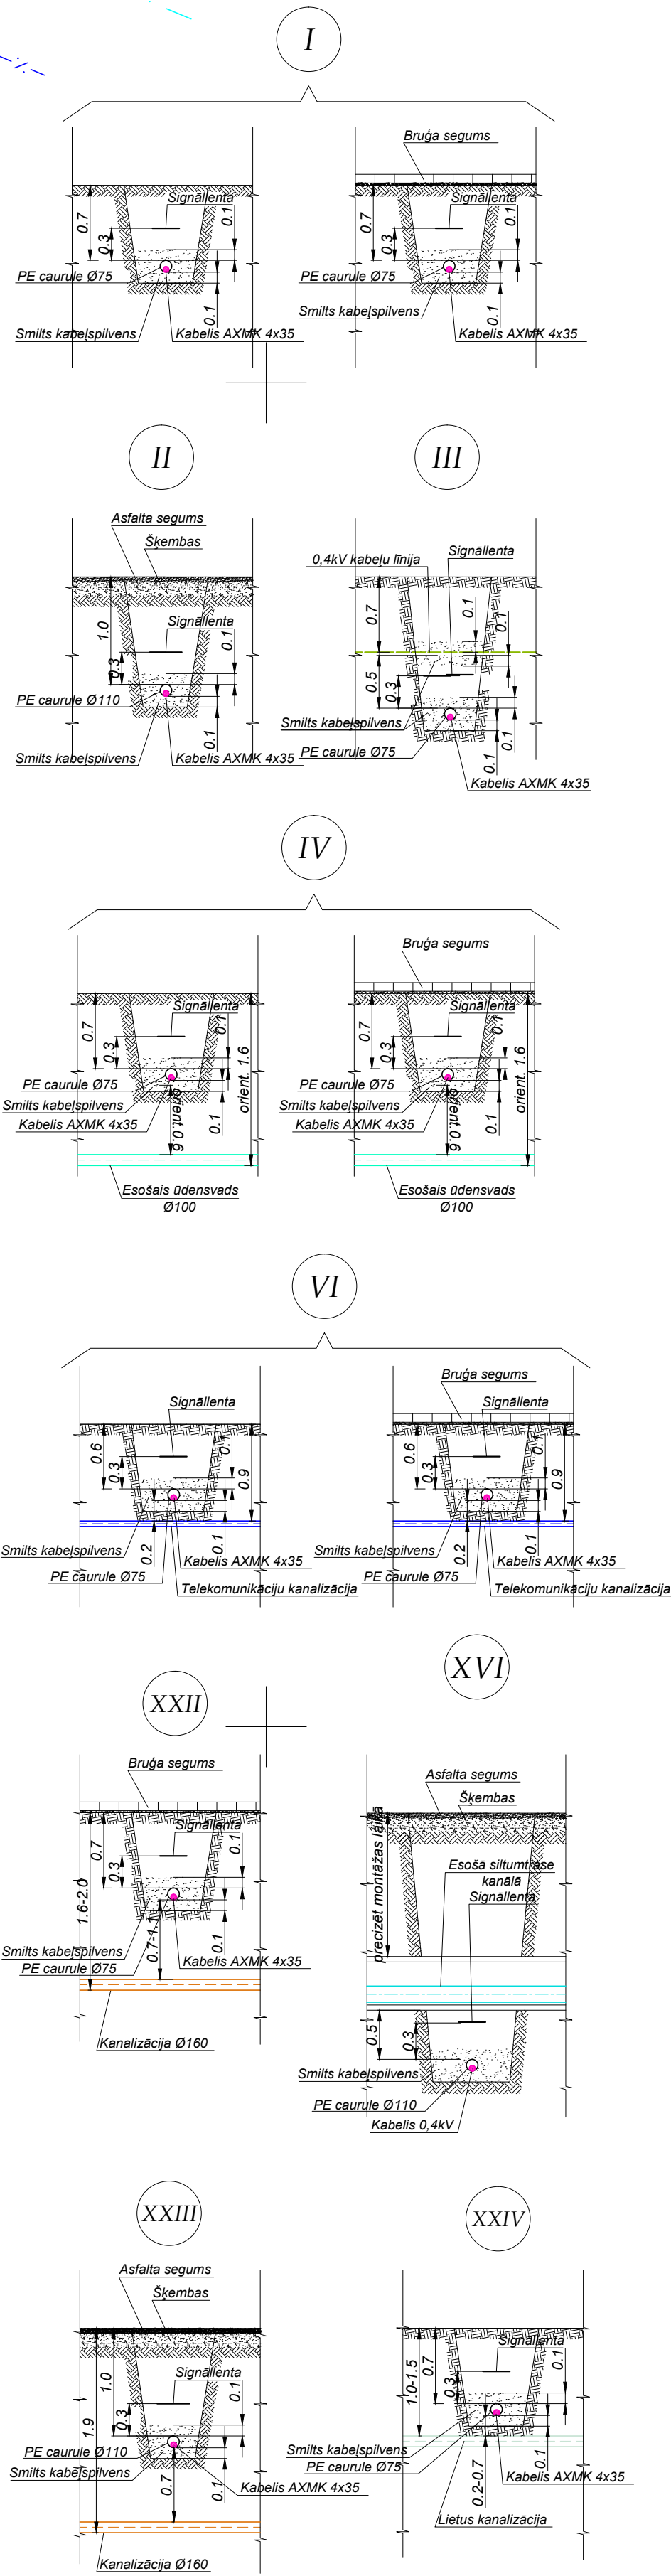 I
Signāllenta
0.7
0.3
0.1
PE caurule Ø75
0.1
Smilts kabeļspilvens
Kabelis AXMK 4x35
Bruģa segums
Signāllenta
0.7
0.3
0.1
PE caurule Ø75
Smilts kabeļspilvens
0.1
Kabelis AXMK 4x35
II
Asfalta segums
Šķembas
Signāllenta
1.0
0.3
0.1
PE caurule Ø110
0.1
Smilts kabeļspilvens
Kabelis AXMK 4x35
III
0,4kV kabeļu līnija
Signāllenta
0.7
0.1
0.1
0.5
0.3
Smilts kabeļspilvens
PE caurule Ø75
0.1
0.1
Kabelis AXMK 4x35
IV
Signāllenta
0.7
0.3
0.1
PE caurule Ø75
Smilts kabeļspilvens
Kabelis AXMK 4x35
orient.0.6
0.1
orient. 1.6
Esošais ūdensvads
Ø100
Bruģa segums
Signāllenta
0.7
0.3
0.1
PE caurule Ø75
Smilts kabeļspilvens
Kabelis AXMK 4x35
orient.0.6
0.1
orient. 1.6
Esošais ūdensvads
Ø100
VI
Signāllenta
0.6
0.3
0.1
0.9
Smilts kabeļspilvens
0.2
0.1
Kabelis AXMK 4x35
PE caurule Ø75
Telekomunikāciju kanalizācija
Bruģa segums
Signāllenta
0.6
0.3
0.1
0.9
Smilts kabeļspilvens
0.2
0.1
Kabelis AXMK 4x35
PE caurule Ø75
Telekomunikāciju kanalizācija
XXII
Bruģa segums
Signāllenta
0.7
0.3
0.1
1.6-2.0
Smilts kabeļspilvens
PE caurule Ø75
0.7-1.1
0.1
Kabelis AXMK 4x35
Kanalizācija Ø160
XVI
Asfalta segums
Šķembas
precizēt montāžas laikā
Esošā siltumtrase
kanālā
Signāllenta
0.5
0.3
Smilts kabeļspilvens
PE caurule Ø110
Kabelis 0,4kV
XXIII
Asfalta segums
Šķembas
Signāllenta
1.0
0.3
0.1
1.9
PE caurule Ø110
Smilts kabeļspilvens
0.7
0.1
Kabelis AXMK 4x35
Kanalizācija Ø160
XXIV
Signāllenta
1.0-1.5
0.7
0.3
0.1
Smilts kabeļspilvens
PE caurule Ø75
0.2-0.7
0.1
Kabelis AXMK 4x35
Lietus kanalizācija